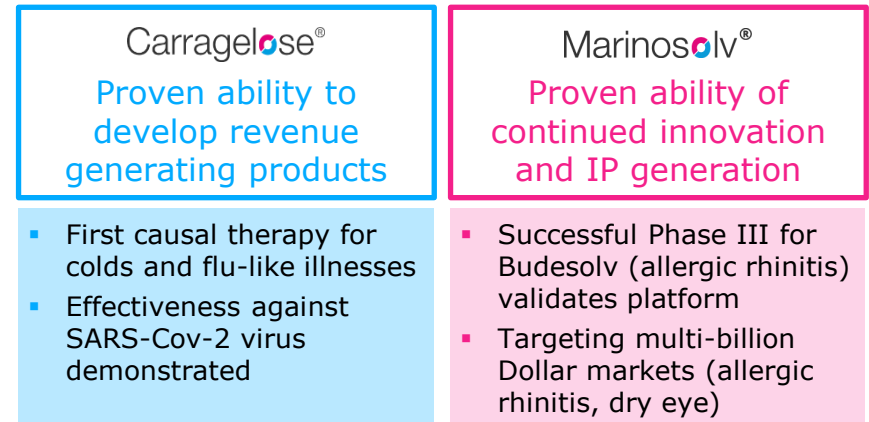 Carragelose®
Proven ability to
develop revenue
generating products
▪ First causal therapy for
colds and flu-like illnesses
▪ Effectiveness against
SARS-Cov-2 virus
demonstrated
Marinosolv®
Proven ability of
continued innovation
and IP generation
▪ Successful Phase III for
Budesolv (allergic rhinitis)
validates platform
▪ Targeting multi-billion
Dollar markets (allergic
rhinitis, dry eye)